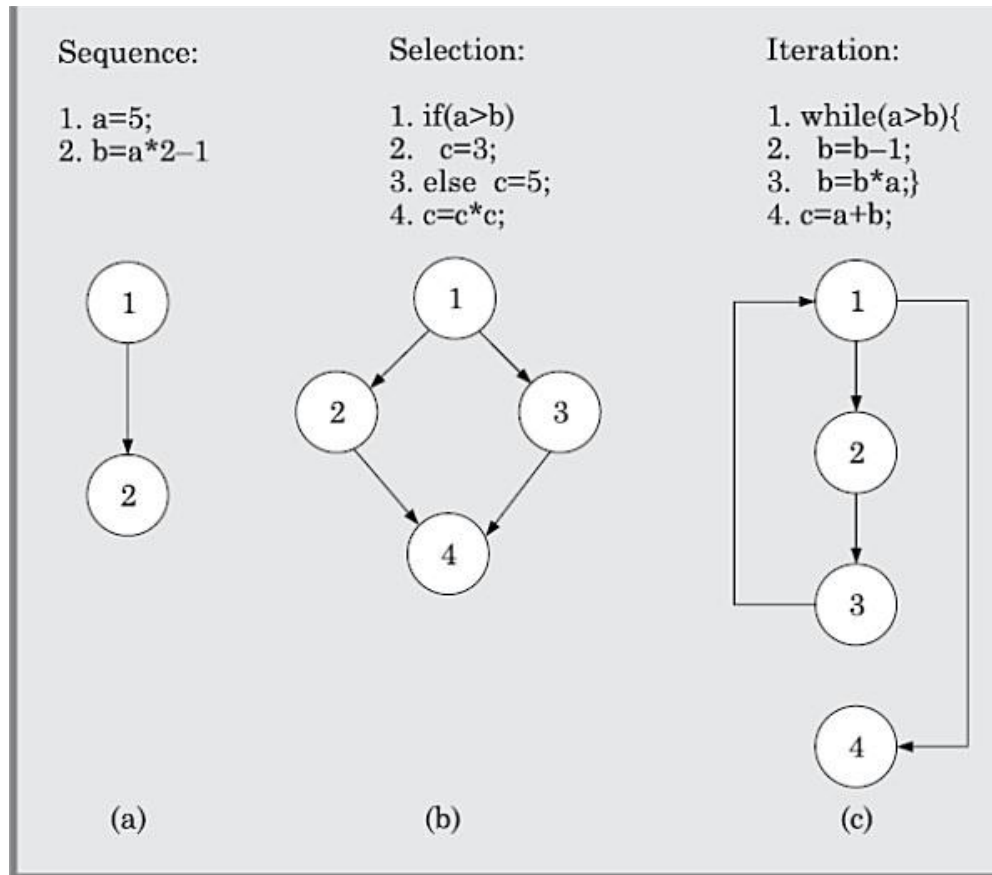 Sequence:
1. a=5;
2. b=a*2–1
1
2
(a)
Selection:
1. if(a>b)
2. c=3;
3. else c=5;
4. c=c*c;
1
2
3
4
(b)
Iteration:
1. while(a>b){
2. b=b–1;
3. b=b*a;}
4. c=a+b;
1
2
3
4
(c)